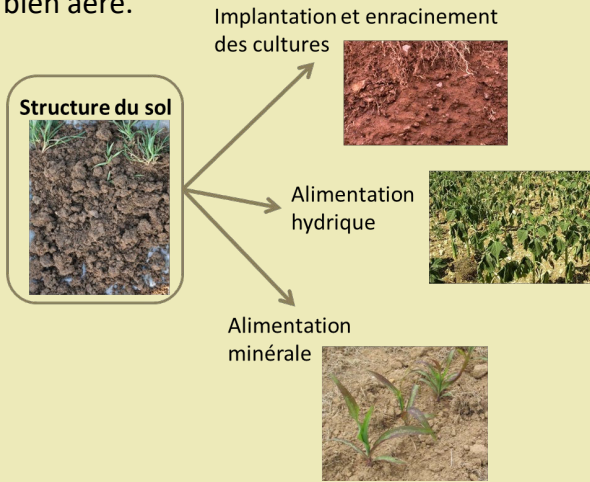 bien aéré.
Implantation et enracinement
des cultures
Structure du sol
Alimentation
hydrique
Alimentation
minérale